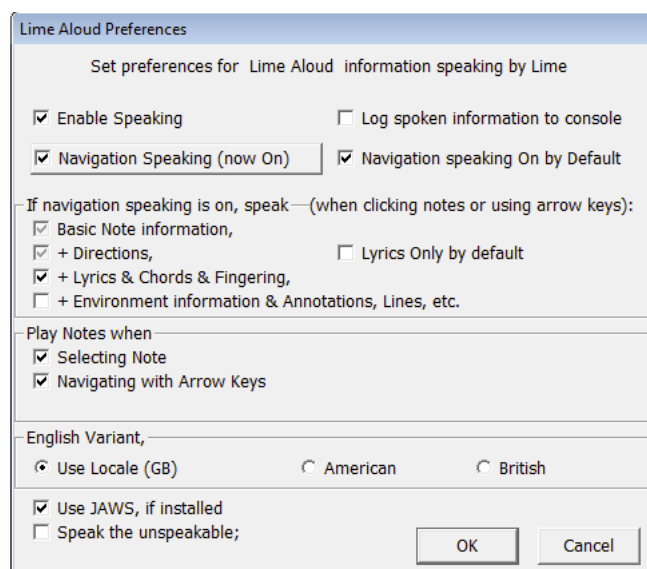 Lime Aloud Preferences
Set preferences for Lime Aloud information speaking by Lime
Enable Speaking
Log spoken information to console
Navigation Speaking (now On)
Navigation speaking On by Default
If navigation speaking is on, speak (when clicking notes or using arrow keys):
Basic Note information,
+ Directions,
Lyrics Only by default
+ Lyrics & Chords & Fingering,
+ Environment information & Annotations, Lines, etc.
Play Notes when
Selecting Note
Navigating with Arrow Keys
English Variant,
Use Locale (GB)
American
British
Use JAWS, if installed
Speak the unspeakable;
OK
Cancel